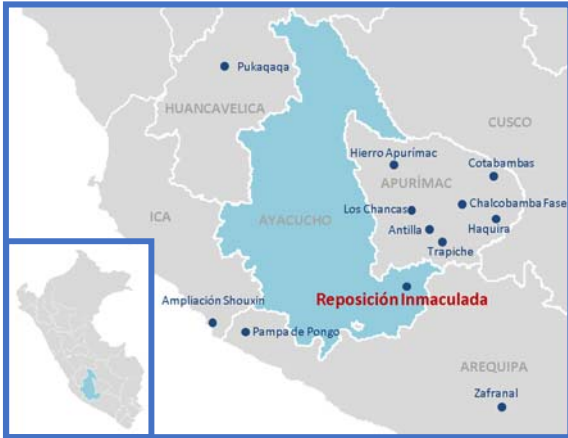 Pukaqaqa
HUANCAVELICA
CUSCO
Hierro Apurímac
Cotabambas
APURÍMAC
Chalcobamba Fase
Los Chancas
ICA
AYACUCHO
Haquira
Antilla
Trapiche
Reposición Inmaculada
Ampliación Shouxin
Pampa de Pongo
AREQUIPA
Zafranal